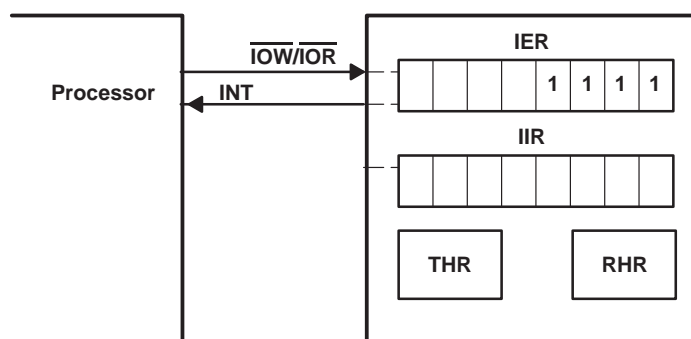 IER
IOW/IOR
1 1 1 1
Processor
INT
IIR
THR
RHR